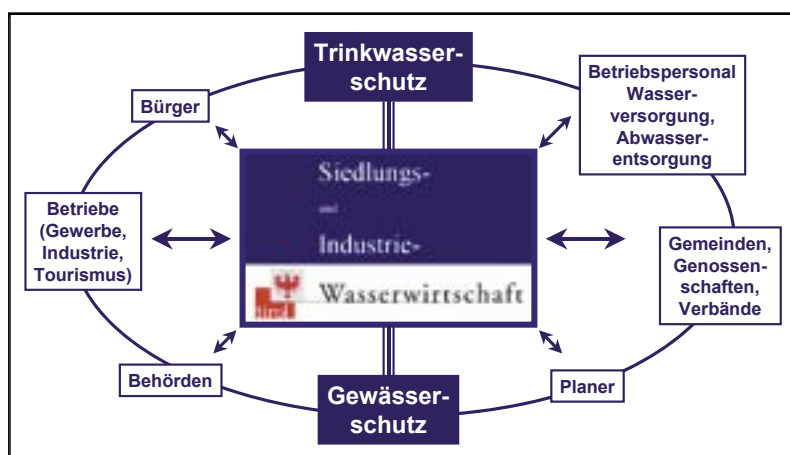 Trinkwasser-
schutz
Betriebspersonal
Wasser-
versorgung,
Abwasser-
entsorgung
Bürger
Siedlungs-
und
Industrie-
Wasserwirtschaft
tirol
Betriebe
(Gewerbe,
Industrie,
Tourismus)
Gemeinden,
Genossen-
schaften,
Verbände
Behörden
Gewässer-
schutz
Planer